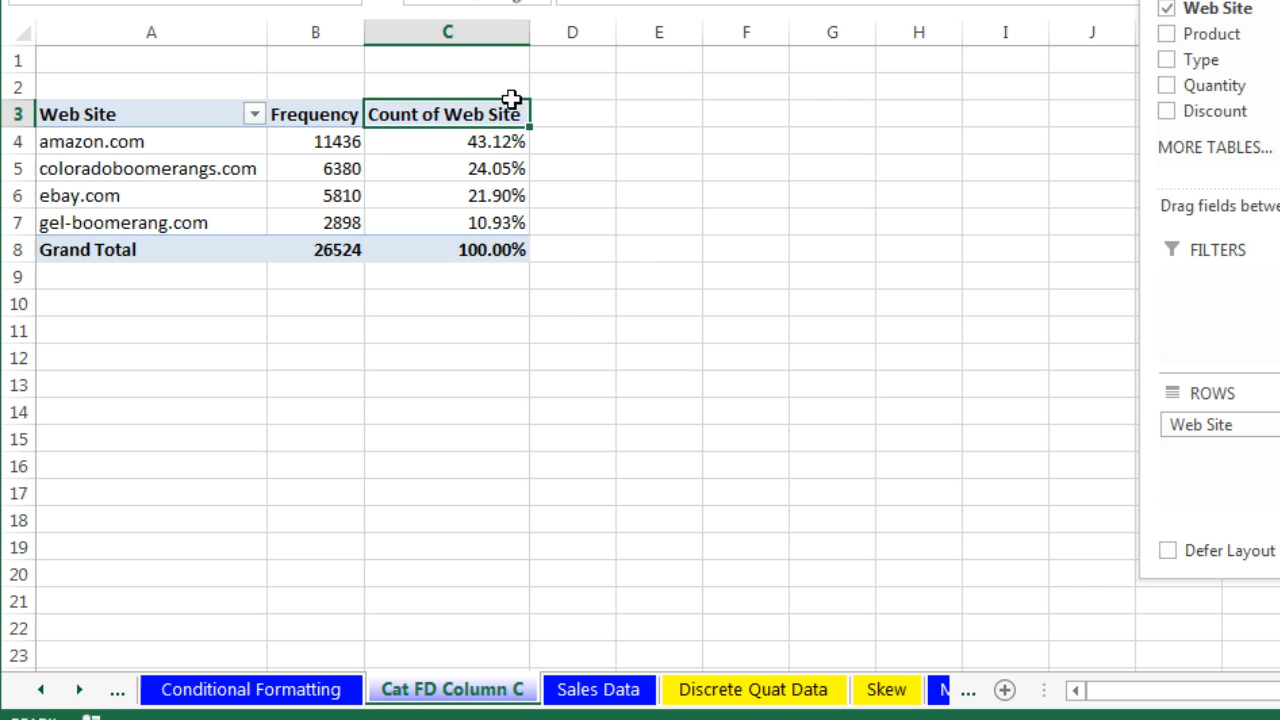 A B C D E F G H I J
1
2
3 Web Site Frequency Count of Web Site
4 amazon.com 11436 43.12%
5 coloradoboomerangs.com 6380 24.05%
6 ebay.com 5810 21.90%
7 gel-boomerang.com 2898 10.93%
8 Grand Total 26524 100.00%
9
10
11
12
13
14
15
16
17
18
19
20
21
22
23
Web Site
Product
Type
Quantity
Discount
MORE TABLES...
Drag fields betwe
FILTERS
ROWS
Web Site
Defer Layout
... Conditional Formatting Cat FD Column C Sales Data Discrete Quat Data Skew ...